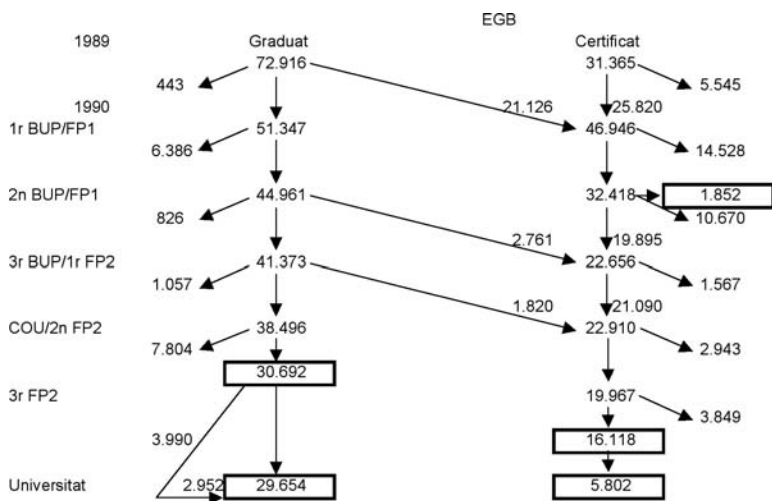 EGB
1989 Graduat Certificat
72.916 31.365
443 5.545
1990 21.126 25.820
1r BUP/FP1 51.347 46.946
6.386 14.528
2n BUP/FP1 44.961 32.418 1.852
826 10.670
2.761 19.895
3r BUP/1r FP2 41.373 22.656
1.057 1.567
1.820 21.090
COU/2n FP2 38.496 22.910
7.804 2.943
30.692
3r FP2 19.967
3.849
3.990 16.118
Universitat 2.952 29.654 5.802